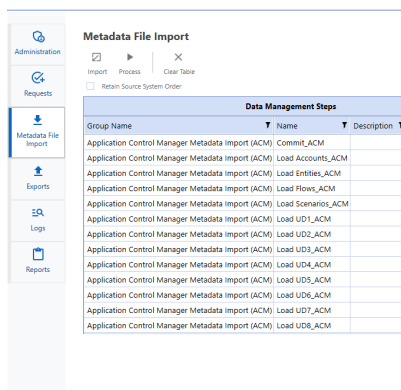 Metadata File Import
Administration
Requests
Metadata File
Import
Exports
Logs
Reports
Import Process Clear Table
Retain Source System Order
Data Management Steps
Group Name Name Description
Application Control Manager Metadata Import (ACM) Commit_ACM
Application Control Manager Metadata Import (ACM) Load Accounts_ACM
Application Control Manager Metadata Import (ACM) Load Entities_ACM
Application Control Manager Metadata Import (ACM) Load Flows_ACM
Application Control Manager Metadata Import (ACM) Load Scenarios_ACM
Application Control Manager Metadata Import (ACM) Load UD1_ACM
Application Control Manager Metadata Import (ACM) Load UD2_ACM
Application Control Manager Metadata Import (ACM) Load UD3_ACM
Application Control Manager Metadata Import (ACM) Load UD4_ACM
Application Control Manager Metadata Import (ACM) Load UD5_ACM
Application Control Manager Metadata Import (ACM) Load UD6_ACM
Application Control Manager Metadata Import (ACM) Load UD7_ACM
Application Control Manager Metadata Import (ACM) Load UD8_ACM